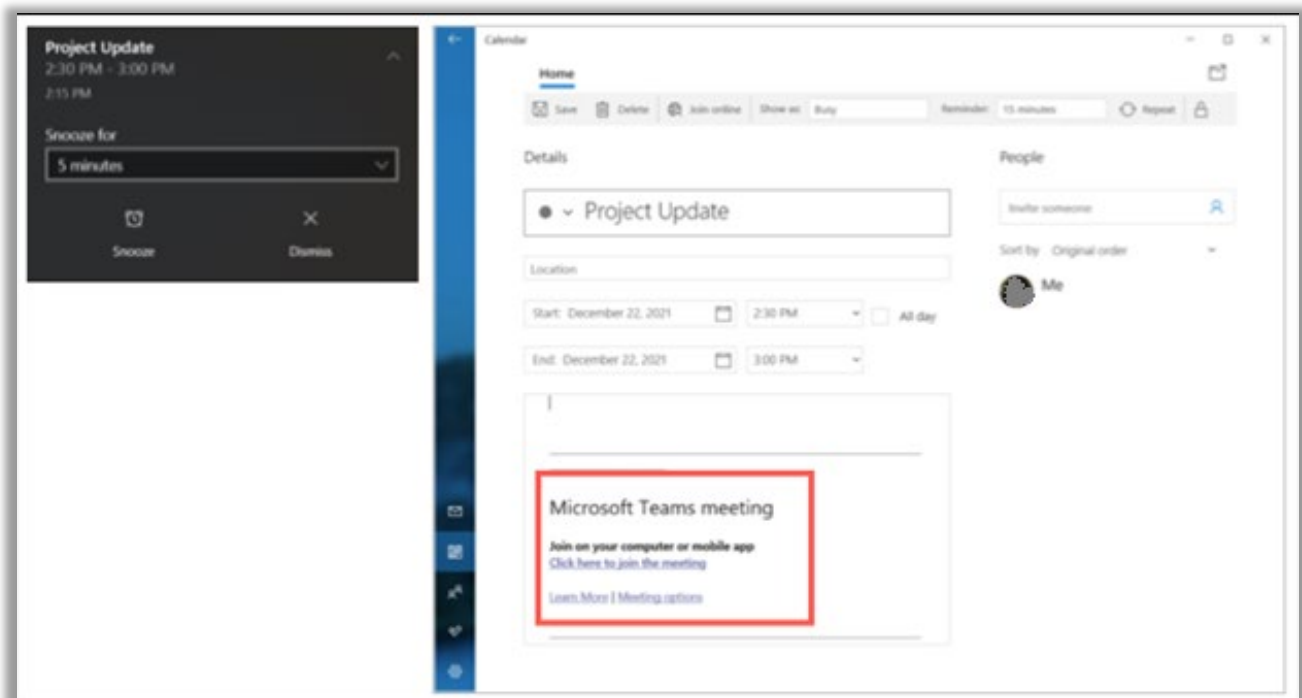 Project Update
2:30 PM - 3:00 PM
2:15 PM
Snooze for
5 minutes
Snooze Dismiss
Calendar
Home
Save Delete Join online Show as: Busy Reminder: 15 minutes Repeat
Details People
Project Update
Invite someone
Location
Sort by Original order
Me
Start: December 22, 2021 2:30 PM All day
End: December 22, 2021 3:00 PM
Microsoft Teams meeting
Join on your computer or mobile app
Click here to join the meeting
Learn More | Meeting options